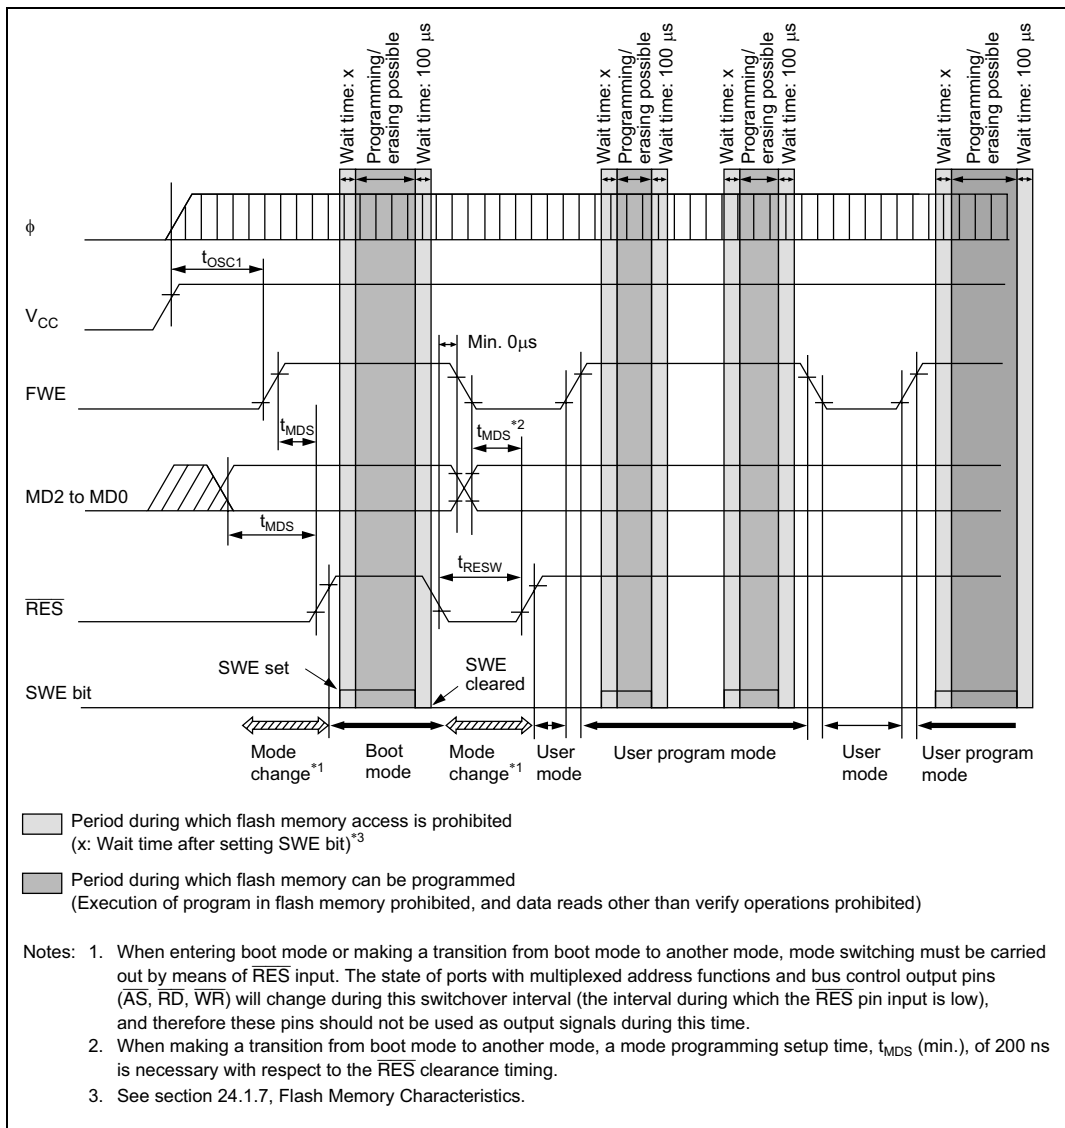 Wait time: x
Programming/
erasing possible
Wait time: 100 μs
Wait time: x
Programming/
erasing possible
Wait time: 100 μs
Wait time: x
Programming/
erasing possible
Wait time: 100 μs
Wait time: x
Programming/
erasing possible
Wait time: 100 μs
ϕ
tOSC1
VCC
Min. 0μs
FWE
tMDS
tMDS*2
MD2 to MD0
tMDS
tRESW
RES
SWE set
SWE
cleared
SWE bit
Mode
change*1
Boot
mode
Mode
change*1
User
mode
User program mode
User
mode
User program
mode
Period during which flash memory access is prohibited
(x: Wait time after setting SWE bit)*3
Period during which flash memory can be programmed
(Execution of program in flash memory prohibited, and data reads other than verify operations prohibited)
Notes: 1. When entering boot mode or making a transition from boot mode to another mode, mode switching must be carried
out by means of RES input. The state of ports with multiplexed address functions and bus control output pins
(AS, RD, WR) will change during this switchover interval (the interval during which the RES pin input is low),
and therefore these pins should not be used as output signals during this time.
2. When making a transition from boot mode to another mode, a mode programming setup time, tMDS (min.), of 200 ns
is necessary with respect to the RES clearance timing.
3. See section 24.1.7, Flash Memory Characteristics.